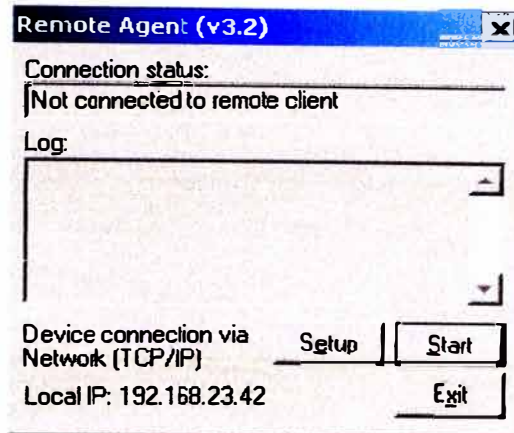 Remote Agent (v3.2)
Connection status:
Not connected to remote client
Log:
Device connection via
Network (TCP/IP)
Setup
Start
Local IP: 192.168.23.42
Exit